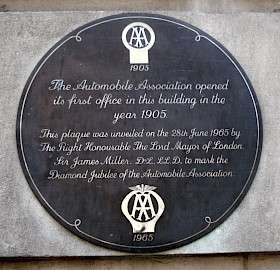 AA
1905
The Automobile Association opened
its first office in this building in the
year 1905.
This plaque was unveiled on the 28th June 1965 by
The Right Honourable The Lord Mayor of London
Sir James Miller, D.L, LL.D, to mark the
Diamond Jubilee of the Automobile Association.
AA
1965